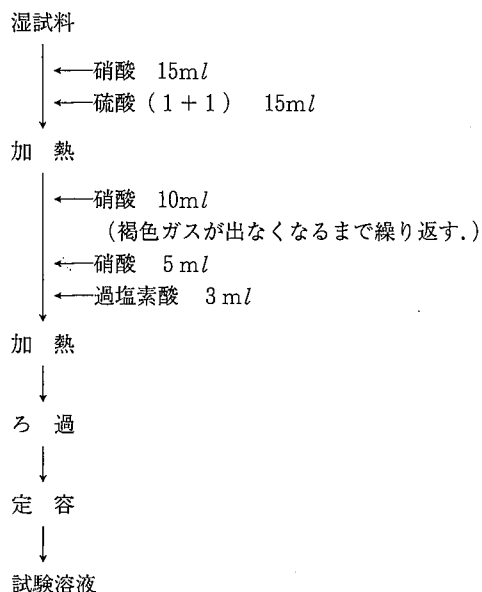 湿試料
硝酸 15ml
硫酸（1＋1） 15ml
加 熱
硝酸 10ml
（褐色ガスが出なくなるまで繰り返す．）
硝酸 5ml
過塩素酸 3ml
加 熱
ろ 過
定 容
試験溶液